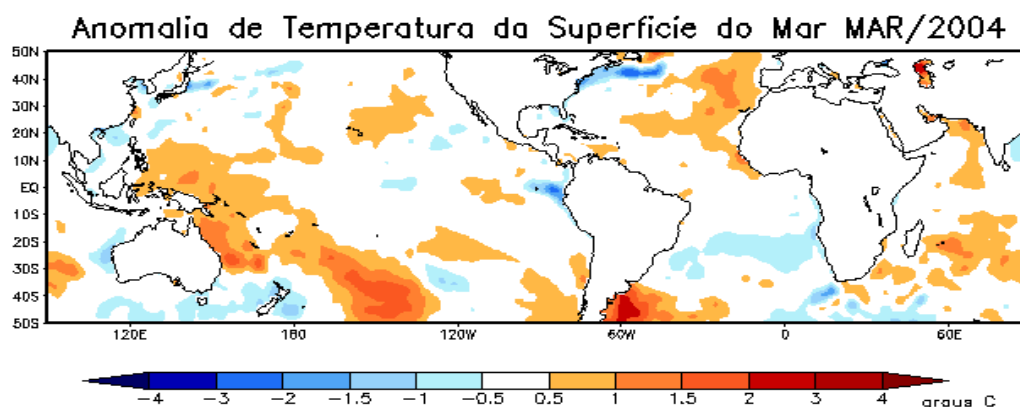 Anomalia de Temperatura da Superficie do Mar MAR/2004
50N
40N
30N
20N
10N
EQ
10S
20S
30S
40S
50S
120E 180 120W 60W 0 60E
-4 -3 -2 -1.5 -1 -0.5 0.5 1 1.5 2 3 4
graus C